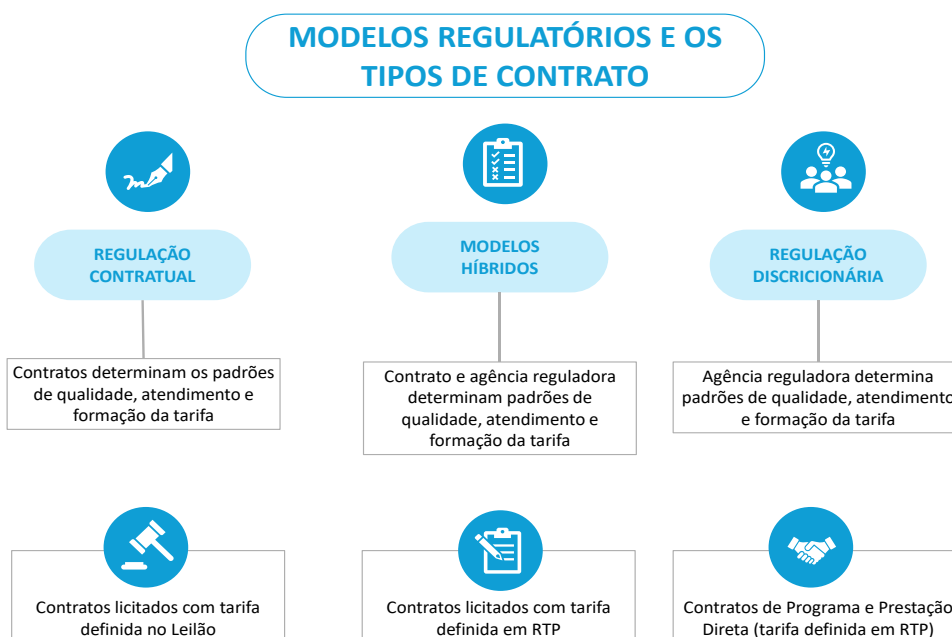 MODELOS REGULATÓRIOS E OS
TIPOS DE CONTRATO
REGULAÇÃO
CONTRATUAL
MODELOS
HÍBRIDOS
REGULAÇÃO
DISCRICIONÁRIA
Contratos determinam os padrões
de qualidade, atendimento e
formação da tarifa
Contrato e agência reguladora
determinam padrões de
qualidade, atendimento e
formação da tarifa
Agência reguladora determina
padrões de qualidade, atendimento
e formação da tarifa
Contratos licitados com tarifa
definida no Leilão
Contratos licitados com tarifa
definida em RTP
Contratos de Programa e Prestação
Direta (tarifa definida em RTP)